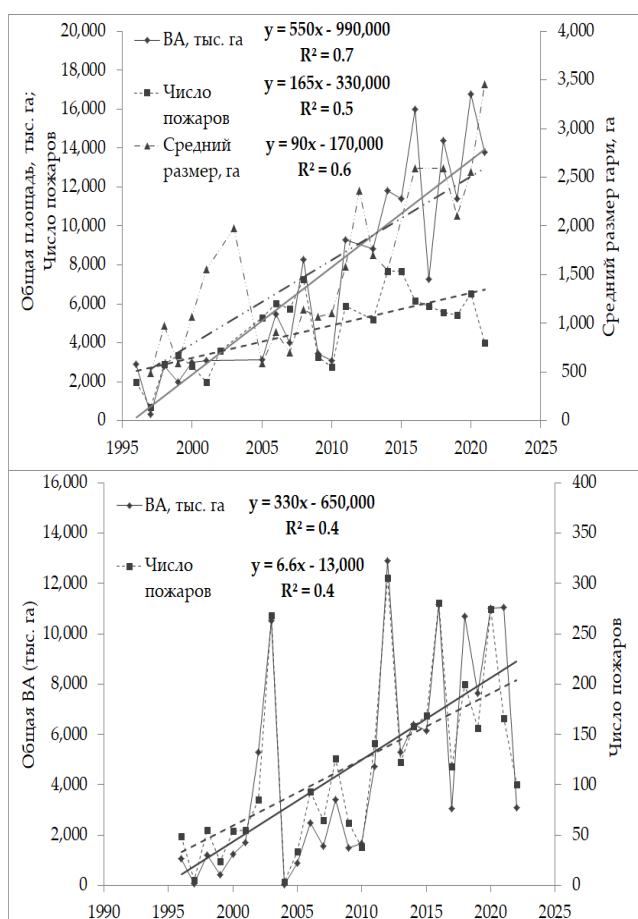 20,000
18,000
16,000
14,000
12,000
10,000
8,000
6,000
4,000
2,000
0
Общая площадь, тыс. га;
Число пожаров
BA, тыс. га
y = 550x - 990,000
R² = 0.7
Число
пожаров
y = 165x - 330,000
R² = 0.5
Средний
размер, га
y = 90x - 170,000
R² = 0.6
4,000
3,500
3,000
2,500
2,000
1,500
1,000
500
0
Средний размер гари, га
1995 2000 2005 2010 2015 2020 2025
16,000
14,000
12,000
10,000
8,000
6,000
4,000
2,000
0
Общая BA (тыс. га)
BA, тыс. га
y = 330x - 650,000
R² = 0.4
Число
пожаров
y = 6.6x - 13,000
R² = 0.4
400
350
300
250
200
150
100
50
0
Число пожаров
1990 1995 2000 2005 2010 2015 2020 2025